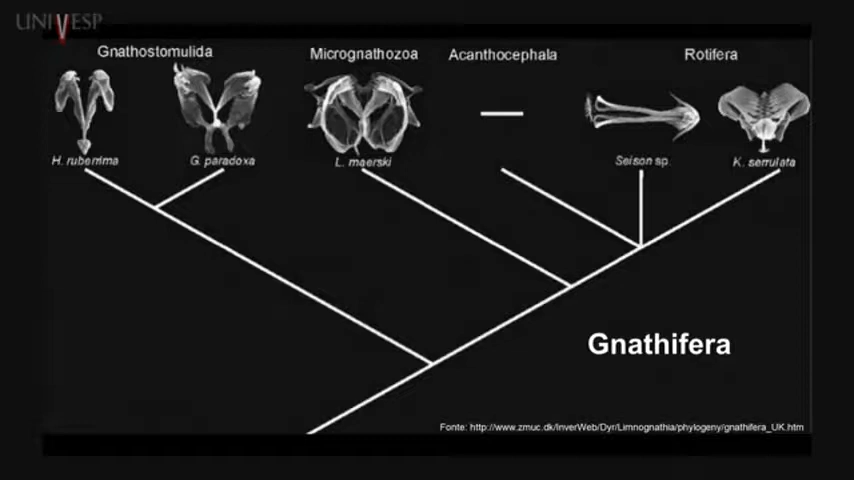 UNIVESP
Gnathostomulida
Micrognathozoa
Acanthocephala
Rotifera
H. ruberrima
G. paradoxa
L. maerski
Seison sp.
K. serrulata
Gnathifera
Fonte: http://www.zmuc.dk/InverWeb/Dyr/Limnognathia/phylogeny/gnathifera_UK.htm